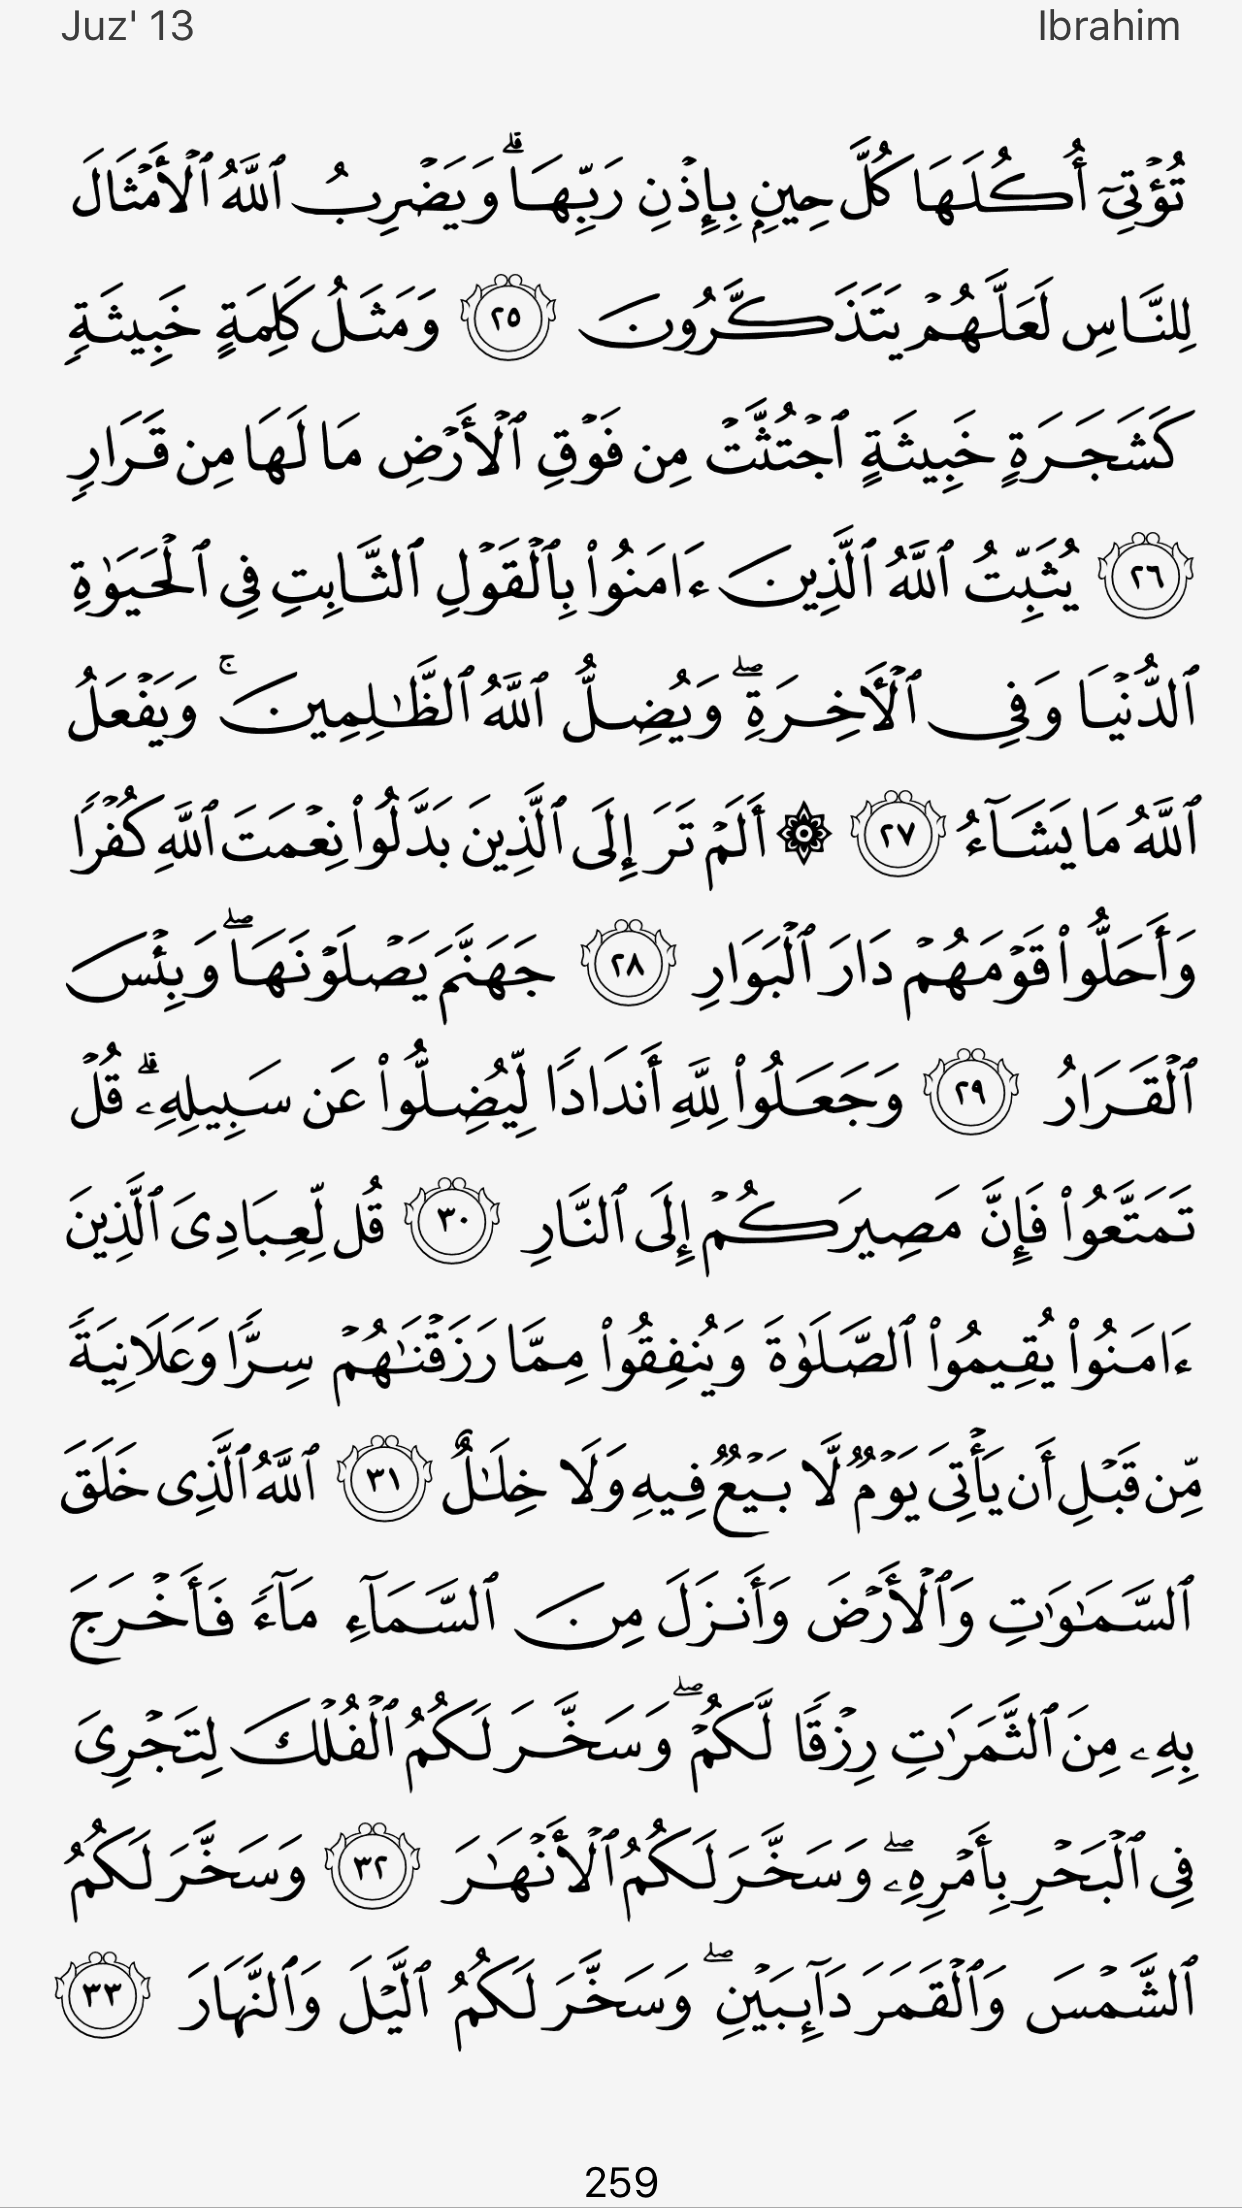 Juz' 13 Ibrahim
تُؤۡتِيٓ أُكُلَهَا كُلَّ حِينِۭ بِإِذۡنِ رَبِّهَاۗ وَيَضۡرِبُ ٱللَّهُ ٱلۡأَمۡثَالَ
لِلنَّاسِ لَعَلَّهُمۡ يَتَذَكَّرُونَ ٢٥ وَمَثَلُ كَلِمَةٍ خَبِيثَةٖ
كَشَجَرَةٍ خَبِيثَةٍ ٱجۡتُثَّتۡ مِن فَوۡقِ ٱلۡأَرۡضِ مَا لَهَا مِن قَرَارٖ
٢٦ يُثَبِّتُ ٱللَّهُ ٱلَّذِينَ ءَامَنُواْ بِٱلۡقَوۡلِ ٱلثَّابِتِ فِي ٱلۡحَيَوٰةِ
ٱلدُّنۡيَا وَفِي ٱلۡأٓخِرَةِۖ وَيُضِلُّ ٱللَّهُ ٱلظَّٰلِمِينَۚ وَيَفۡعَلُ
ٱللَّهُ مَا يَشَآءُ ٢٧ ۞ أَلَمۡ تَرَ إِلَى ٱلَّذِينَ بَدَّلُواْ نِعۡمَتَ ٱللَّهِ كُفۡرٗا
وَأَحَلُّواْ قَوۡمَهُمۡ دَارَ ٱلۡبَوَارِ ٢٨ جَهَنَّمَ يَصۡلَوۡنَهَاۖ وَبِئۡسَ
ٱلۡقَرَارُ ٢٩ وَجَعَلُواْ لِلَّهِ أَندَادٗا لِّيُضِلُّواْ عَن سَبِيلِهِۦۗ قُلۡ
تَمَتَّعُواْ فَإِنَّ مَصِيرَكُمۡ إِلَى ٱلنَّارِ ٣٠ قُل لِّعِبَادِيَ ٱلَّذِينَ
ءَامَنُواْ يُقِيمُواْ ٱلصَّلَوٰةَ وَيُنفِقُواْ مِمَّا رَزَقۡنَٰهُمۡ سِرّٗا وَعَلَانِيَةٗ
مِّن قَبۡلِ أَن يَأۡتِيَ يَوۡمٞ لَّا بَيۡعٞ فِيهِ وَلَا خِلَٰلٌ ٣١ ٱللَّهُ ٱلَّذِي خَلَقَ
ٱلسَّمَٰوَٰتِ وَٱلۡأَرۡضَ وَأَنزَلَ مِنَ ٱلسَّمَآءِ مَآءٗ فَأَخۡرَجَ
بِهِۦ مِنَ ٱلثَّمَرَٰتِ رِزۡقٗا لَّكُمۡۖ وَسَخَّرَ لَكُمُ ٱلۡفُلۡكَ لِتَجۡرِيَ
فِي ٱلۡبَحۡرِ بِأَمۡرِهِۦۖ وَسَخَّرَ لَكُمُ ٱلۡأَنۡهَٰرَ ٣٢ وَسَخَّرَ لَكُمُ
ٱلشَّمۡسَ وَٱلۡقَمَرَ دَآئِبَيۡنِۖ وَسَخَّرَ لَكُمُ ٱلَّيۡلَ وَٱلنَّهَارَ ٣٣
259